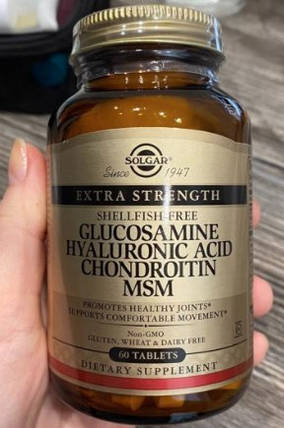 SOLGAR®
Since 1947
EXTRA STRENGTH
SHELLFISH-FREE
GLUCOSAMINE
HYALURONIC ACID
CHONDROITIN
MSM
PROMOTES HEALTHY JOINTS*
SUPPORTS COMFORTABLE MOVEMENT*
Non-GMO
GLUTEN, WHEAT & DAIRY FREE
60 TABLETS
DIETARY SUPPLEMENT